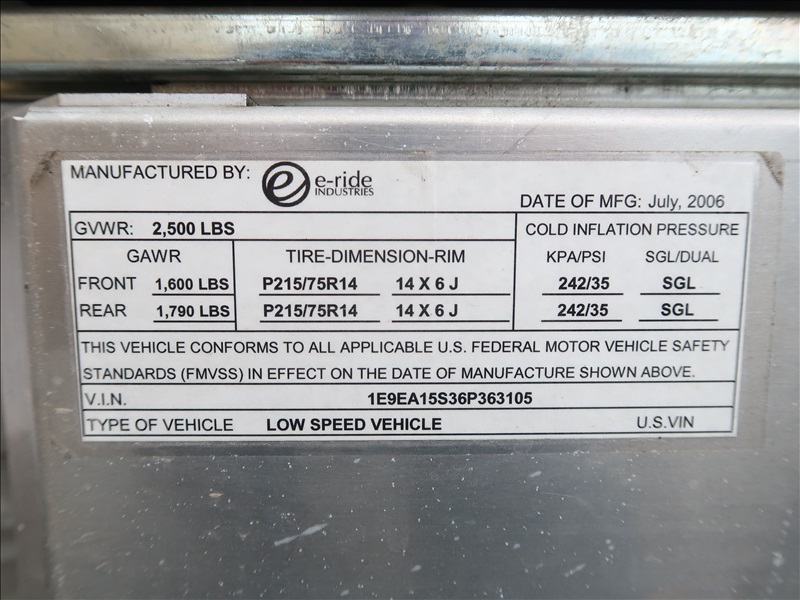 MANUFACTURED BY: e e-ride INDUSTRIES
DATE OF MFG: July, 2006
GVWR: 2,500 LBS COLD INFLATION PRESSURE
GAWR TIRE-DIMENSION-RIM KPA/PSI SGL/DUAL
FRONT 1,600 LBS P215/75R14 14 X 6 J 242/35 SGL
REAR 1,790 LBS P215/75R14 14 X 6 J 242/35 SGL
THIS VEHICLE CONFORMS TO ALL APPLICABLE U.S. FEDERAL MOTOR VEHICLE SAFETY
STANDARDS (FMVSS) IN EFFECT ON THE DATE OF MANUFACTURE SHOWN ABOVE.
V.I.N. 1E9EA15S36P363105
TYPE OF VEHICLE LOW SPEED VEHICLE U.S.VIN